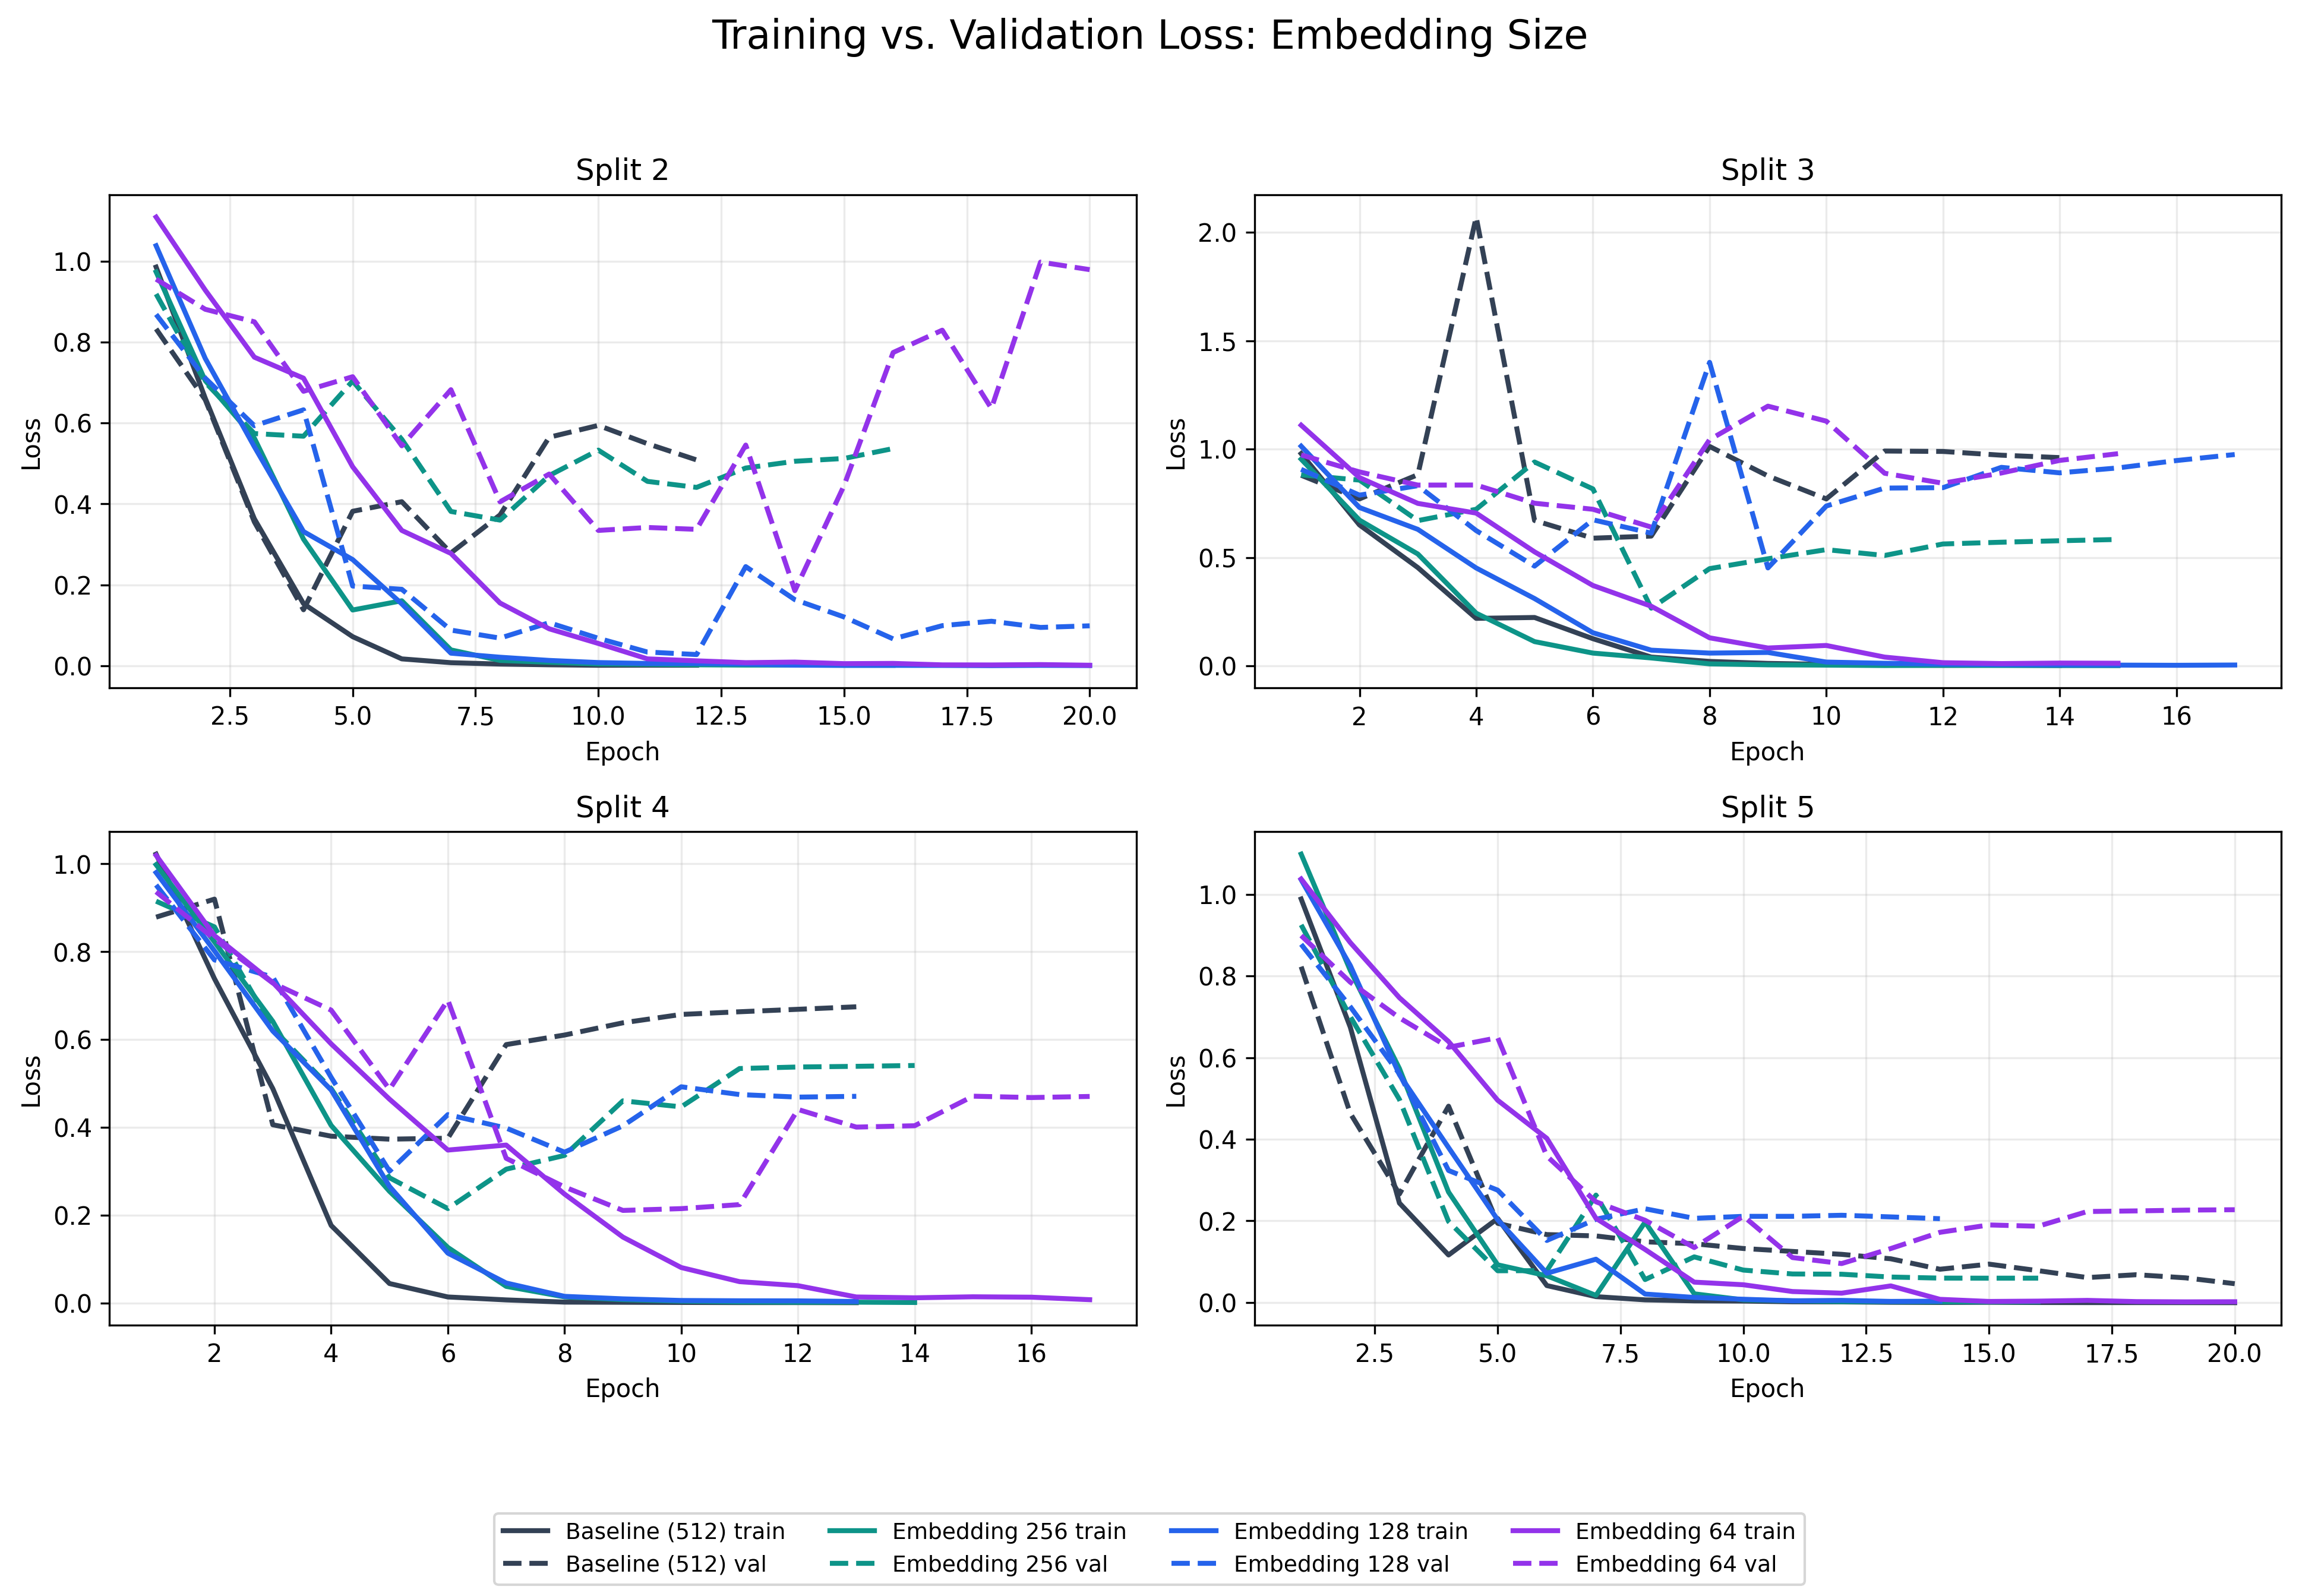 Training vs. Validation Loss: Embedding Size
Split 2
Loss
1.0
0.8
0.6
0.4
0.2
0.0
2.5 5.0 7.5 10.0 12.5 15.0 17.5 20.0
Epoch
Split 3
Loss
2.0
1.5
1.0
0.5
0.0
2 4 6 8 10 12 14 16
Epoch
Split 4
Loss
1.0
0.8
0.6
0.4
0.2
0.0
2 4 6 8 10 12 14 16
Epoch
Split 5
Loss
1.0
0.8
0.6
0.4
0.2
0.0
2.5 5.0 7.5 10.0 12.5 15.0 17.5 20.0
Epoch
Baseline (512) train Embedding 256 train Embedding 128 train Embedding 64 train
Baseline (512) val Embedding 256 val Embedding 128 val Embedding 64 val